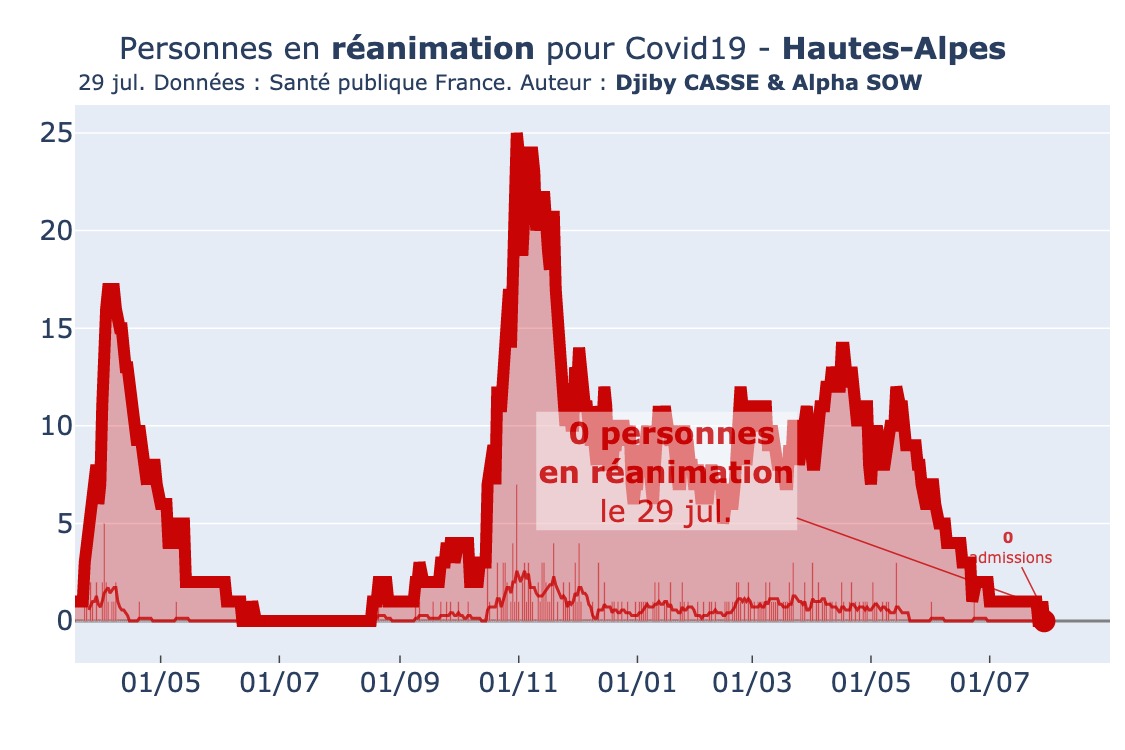 Personnes en réanimation pour Covid19 - Hautes-Alpes
29 jul. Données : Santé publique France. Auteur : Djiby CASSE & Alpha SOW
25
20
15
10
5
0
0 personnes
en réanimation
le 29 jul.
0
admissions
01/05 01/07 01/09 01/11 01/01 01/03 01/05 01/07